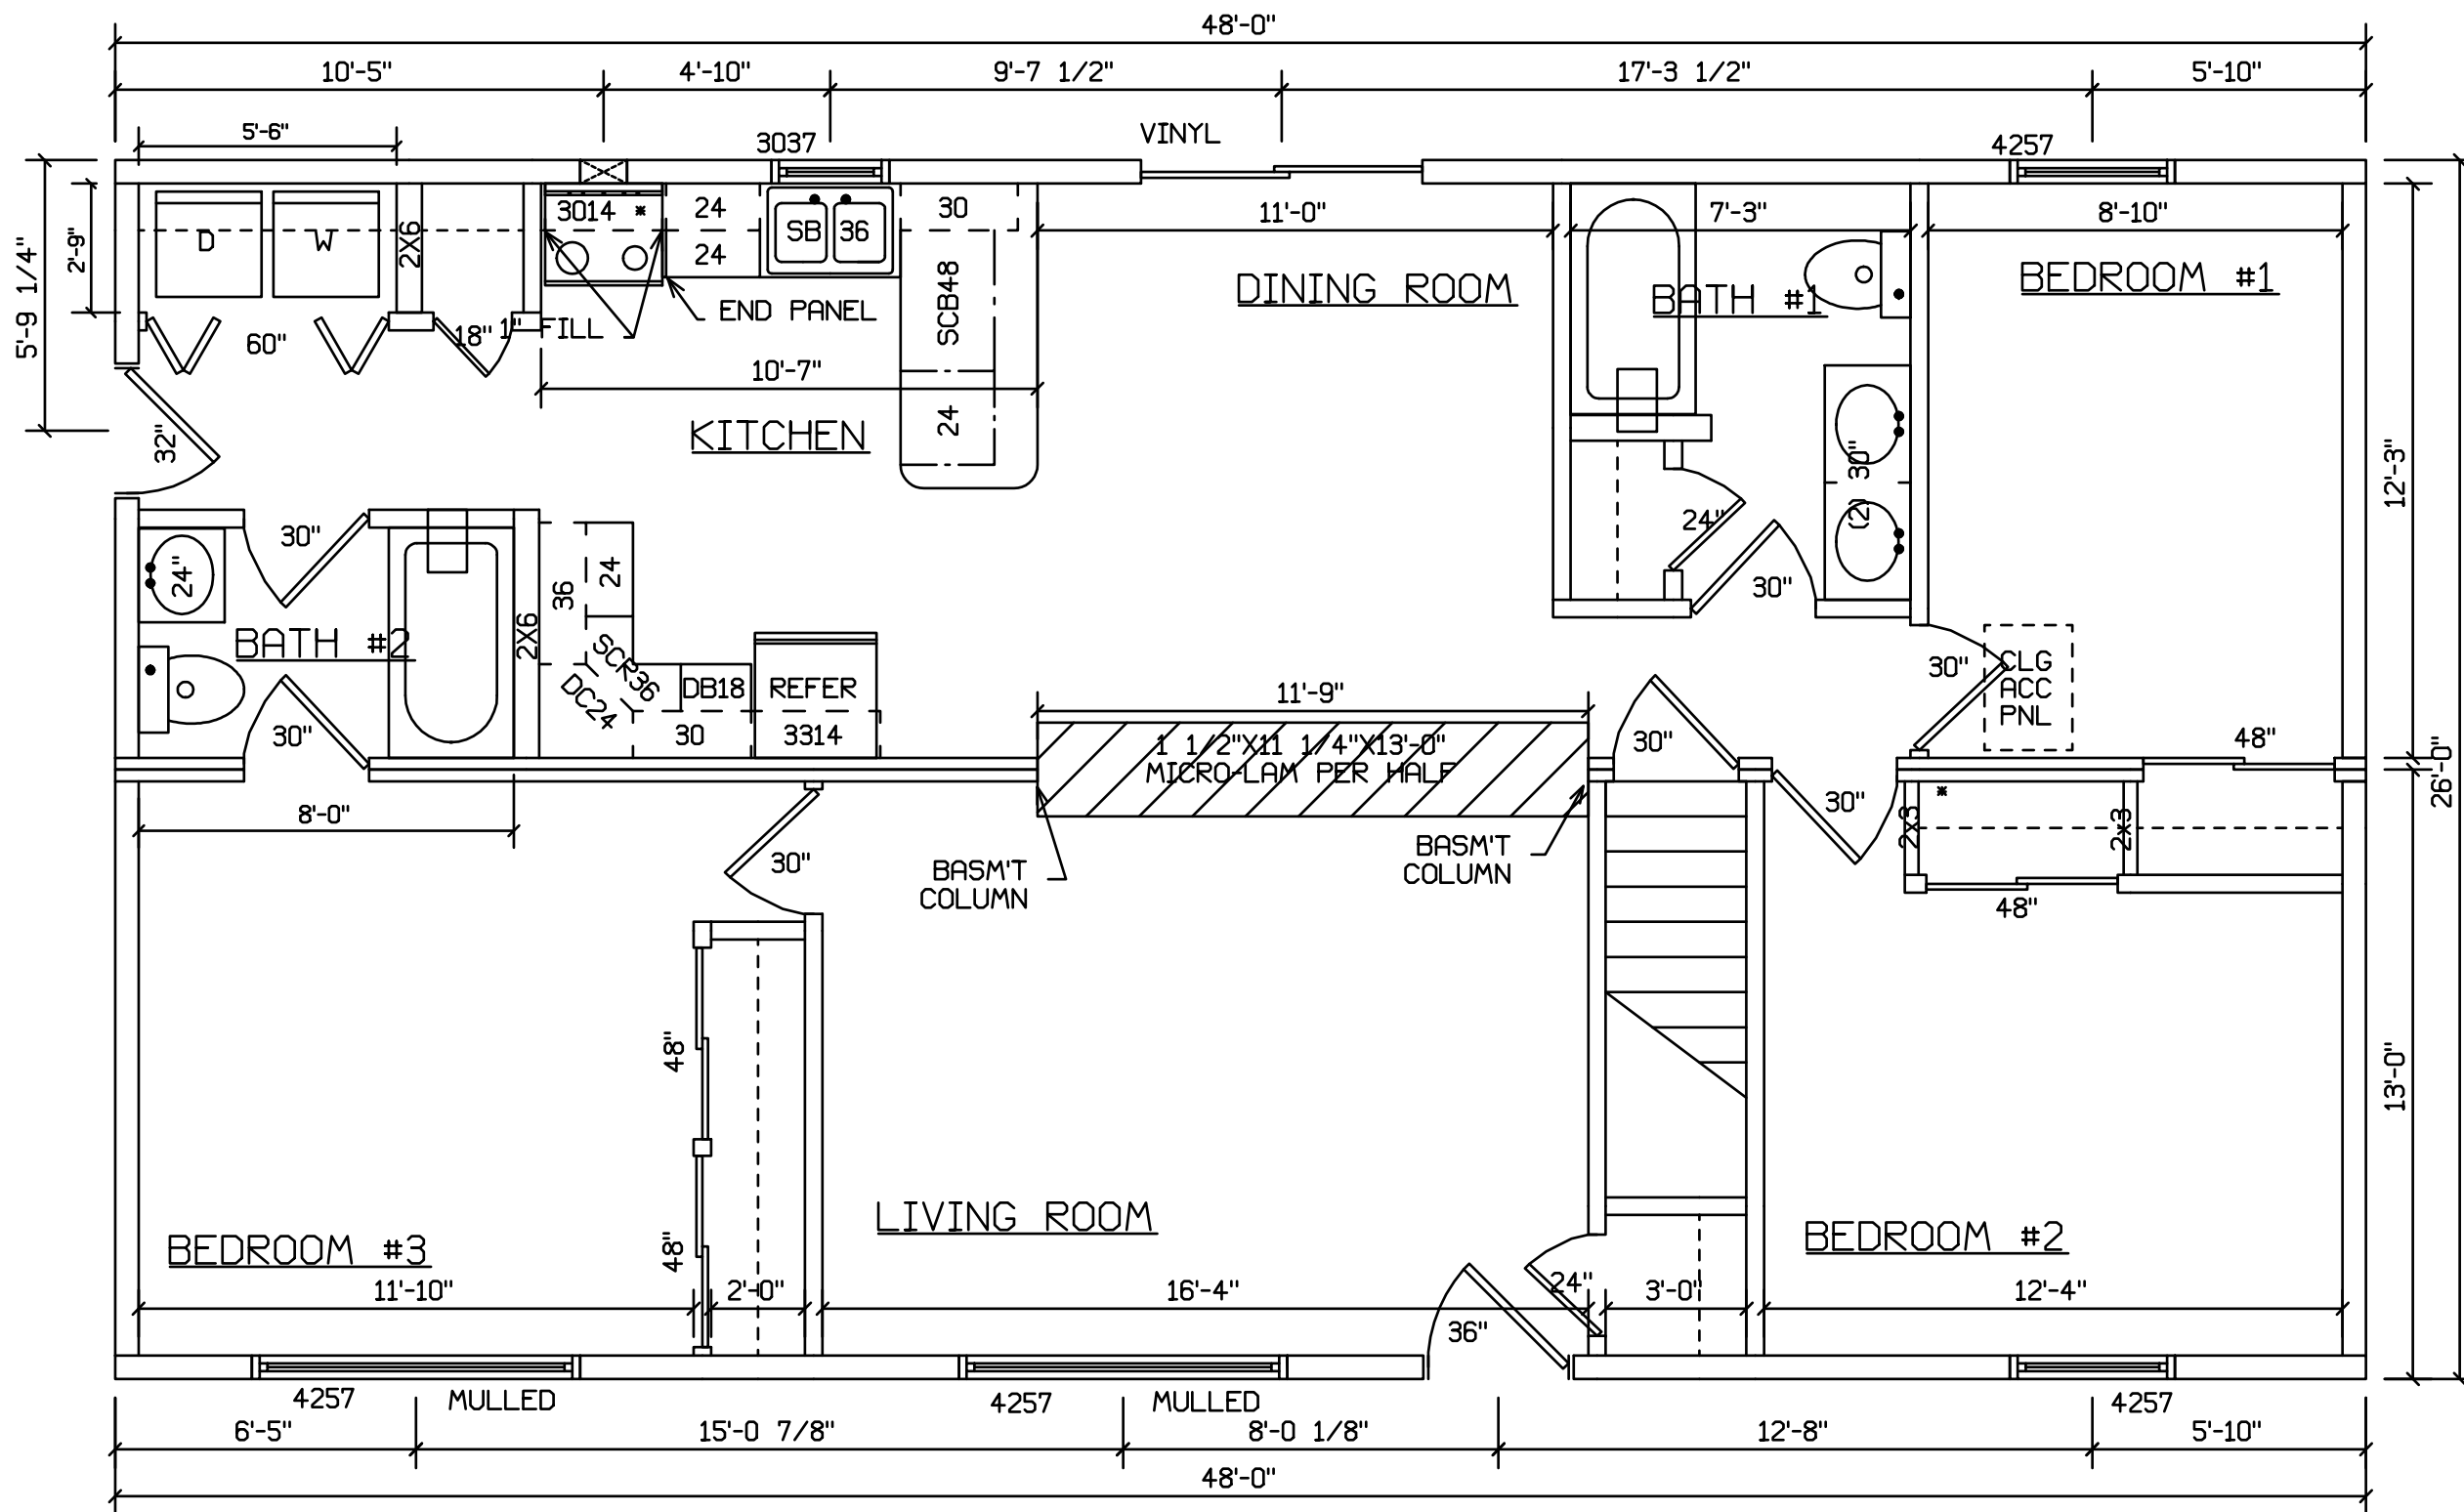 48'-0"
10'-5" 4'-10" 9'-7 1/2" 17'-3 1/2" 5'-10"
5'-6" 3037 VINYL 4257
D W 2X6 3014 * 24 SB 36 30
24
11'-0" 7'-3" 8'-10"
5'-9 1/4"
2'-9"
SCB48
DINING ROOM
BATH #1
BEDROOM #1
END PANEL
60" 18" 1" FILL
10'-7"
24
KITCHEN
32"
(2) 30"
24"
30"
12'-3"
30"
24"
36
24
BATH #2
2X6
SCR36
DC24
DB18 REFER
30 3314
30"
11'-9"
1 1/2"X11 1/4"X13'-0"
MICRO-LAM PER HALF
30"
30"
CLG
ACC
PNL
48"
26'-0"
8'-0"
30"
BASM'T
COLUMN
BASM'T
COLUMN
30"
2x3 * 2x3
48"
13'-0"
48"
48"
LIVING ROOM
BEDROOM #3
BEDROOM #2
11'-10" 2'-0" 16'-4" 24" 3'-0" 12'-4"
36"
4257 MULLED 4257 MULLED 4257
6'-5" 15'-0 7/8" 8'-0 1/8" 12'-8" 5'-10"
48'-0"